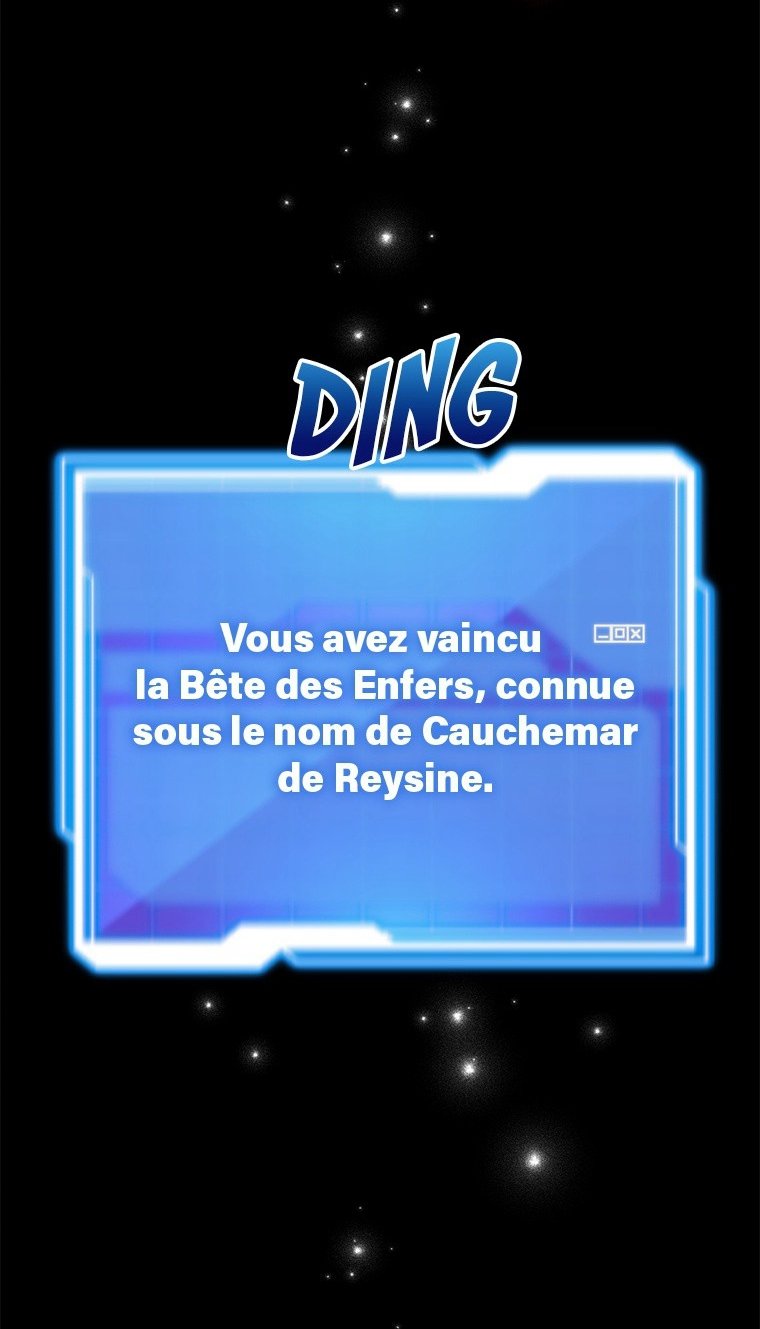 DING
Vous avez vaincu
la Bête des Enfers, connue
sous le nom de Cauchemar
de Reysine.